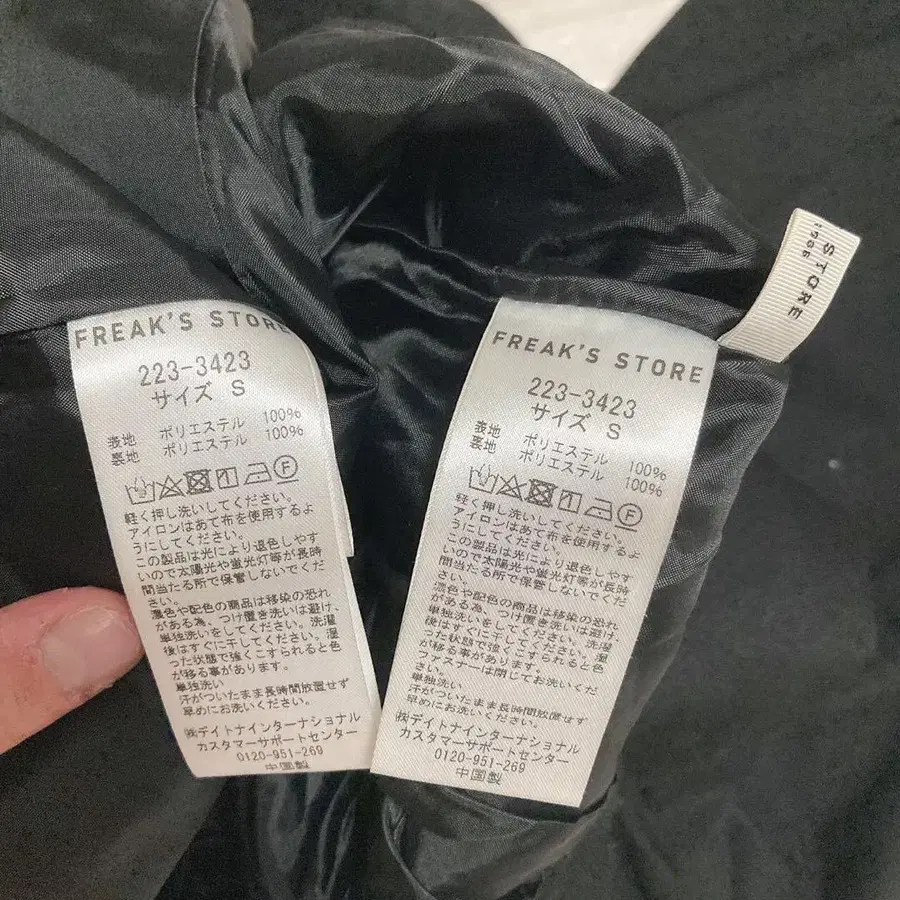 FREAK'S STORE
223-3423
サイズ S
表地 ポリエステル 100%
裏地 ポリエステル 100%
軽く押し洗いしてください。
アイロンはあて布を使用するよ
うにしてください。
この製品は光により退色しやす
いので太陽光や蛍光灯等が長時
間当たる所で保管しないでくだ
さい。
濃色や配色の商品は移染の恐れ
がある為、つけ置き洗いは避け、
単独洗いをしてください。洗濯
後はすぐに干してください。湿
った状態で強くこすられると色
が移る事があります。
単独洗い
汗がついたまま長時間放置せず
早めにお洗いください。
㈱デイトナインターナショナル
カスタマーサポートセンター
0120-951-269
中国製
FREAK'S STORE
223-3423
サイズ S
表地 ポリエステル 100%
裏地 ポリエステル 100%
軽く押し洗いしてください。
アイロンはあて布を使用するよ
うにしてください。
この製品は光により退色しやす
いので太陽光や蛍光灯等が長時
間当たる所で保管しないでくだ
さい。
濃色や配色の商品は移染の恐れ
がある為、つけ置き洗いは避け、
単独洗いをしてください。洗濯
後はすぐに干してください。湿
った状態で強くこすられると色
が移る事があります。
ファスナーは閉じてお洗いくだ
さい。
単独洗い
汗がついたまま長時間放置せず
早めにお洗いください。
㈱デイトナインターナショナル
カスタマーサポートセンター
0120-951-269
中国製
STORE